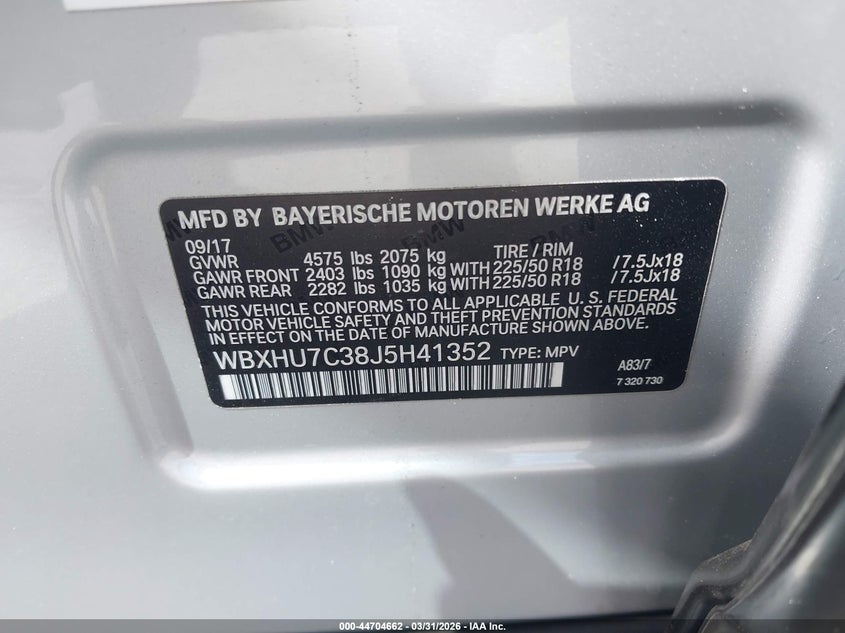 MFD BY BAYERISCHE MOTOREN WERKE AG
09/17
GVWR 4575 lbs 2075 kg TIRE / RIM
GAWR FRONT 2403 lbs 1090 kg WITH 225/50 R18 /7.5Jx18
GAWR REAR 2282 lbs 1035 kg WITH 225/50 R18 /7.5Jx18
THIS VEHICLE CONFORMS TO ALL APPLICABLE U. S. FEDERAL
MOTOR VEHICLE SAFETY AND THEFT PREVENTION STANDARDS
IN EFFECT ON THE DATE OF MANUFACTURE SHOWN ABOVE.
WBXHU7C38J5H41352 TYPE: MPV A83/7
7 320 730
BMW BMW
BMW
000-44704662 / 03/31/2026 - IAA Inc.